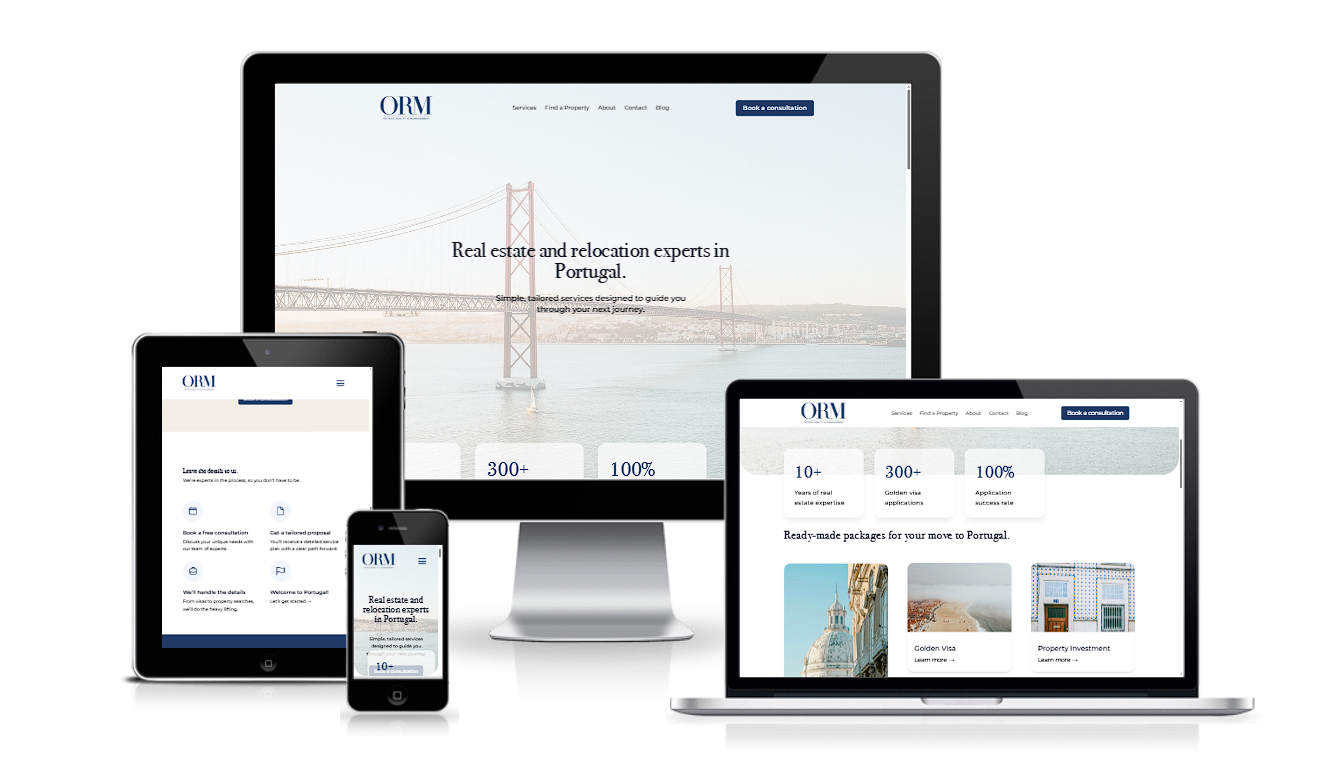 ORM
Services Find a Property About Contact Blog
Book a consultation
Real estate and relocation experts in
Portugal.
Simple, tailored services designed to guide you
through your next journey.
300+
100%
ORM
Leave the details to us.
We're experts in the process, so you don't have to be.
Book a free consultation
Discuss your unique needs with
our team of experts.
Get a tailored proposal
You'll receive a detailed service
plan with a clear path forward.
We'll handle the details
From visas to property searches,
we'll do the heavy lifting.
Welcome to Portugal!
Let's get started →
ORM
Real estate and
relocation experts
in Portugal.
Simple, tailored services
designed to guide you
through your next journey.
10+
ORM
Services Find a Property About Contact Blog
Book a consultation
10+
Years of real
estate expertise
300+
Golden visa
applications
100%
Application
success rate
Ready-made packages for your move to Portugal.
Golden Visa
Learn more →
Property Investment
Learn more →